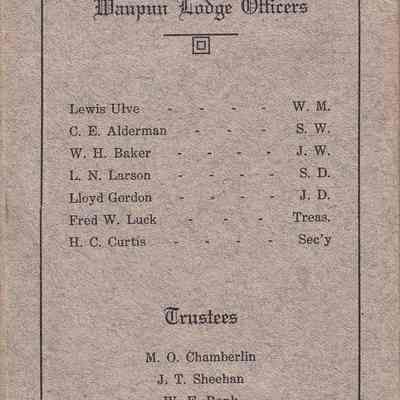 Waupun Lodge Officers
Lewis Ulve - - - - W. M.
C. E. Alderman - - - - S. W.
W. H. Baker - - - - J. W.
L. N. Larson - - - - S. D.
Lloyd Gordon - - - - J. D.
Fred W. Luck - - - - Treas.
H. C. Curtis - - - - Sec'y
Trustees
M. O. Chamberlin
J. T. Sheehan